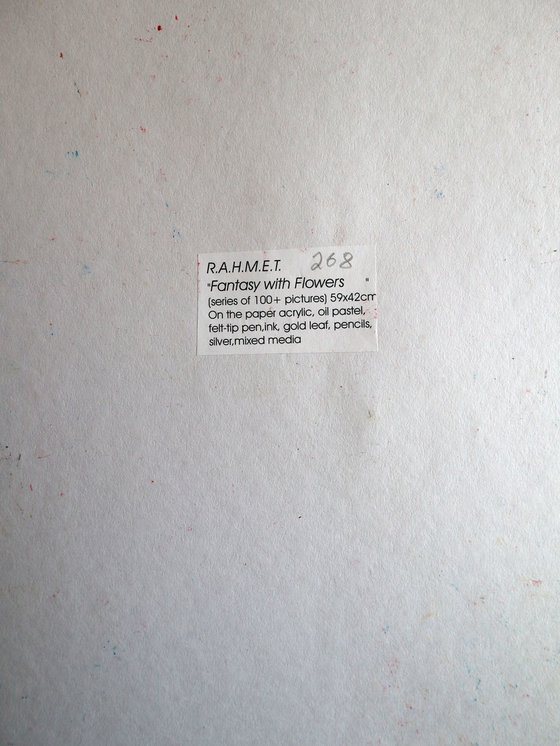 R.A.H.M.E.T. 268
"Fantasy with Flowers "
(series of 100+ pictures) 59x42cm
On the paper acrylic, oil pastel,
felt-tip pen,ink, gold leaf, pencils,
silver,mixed media